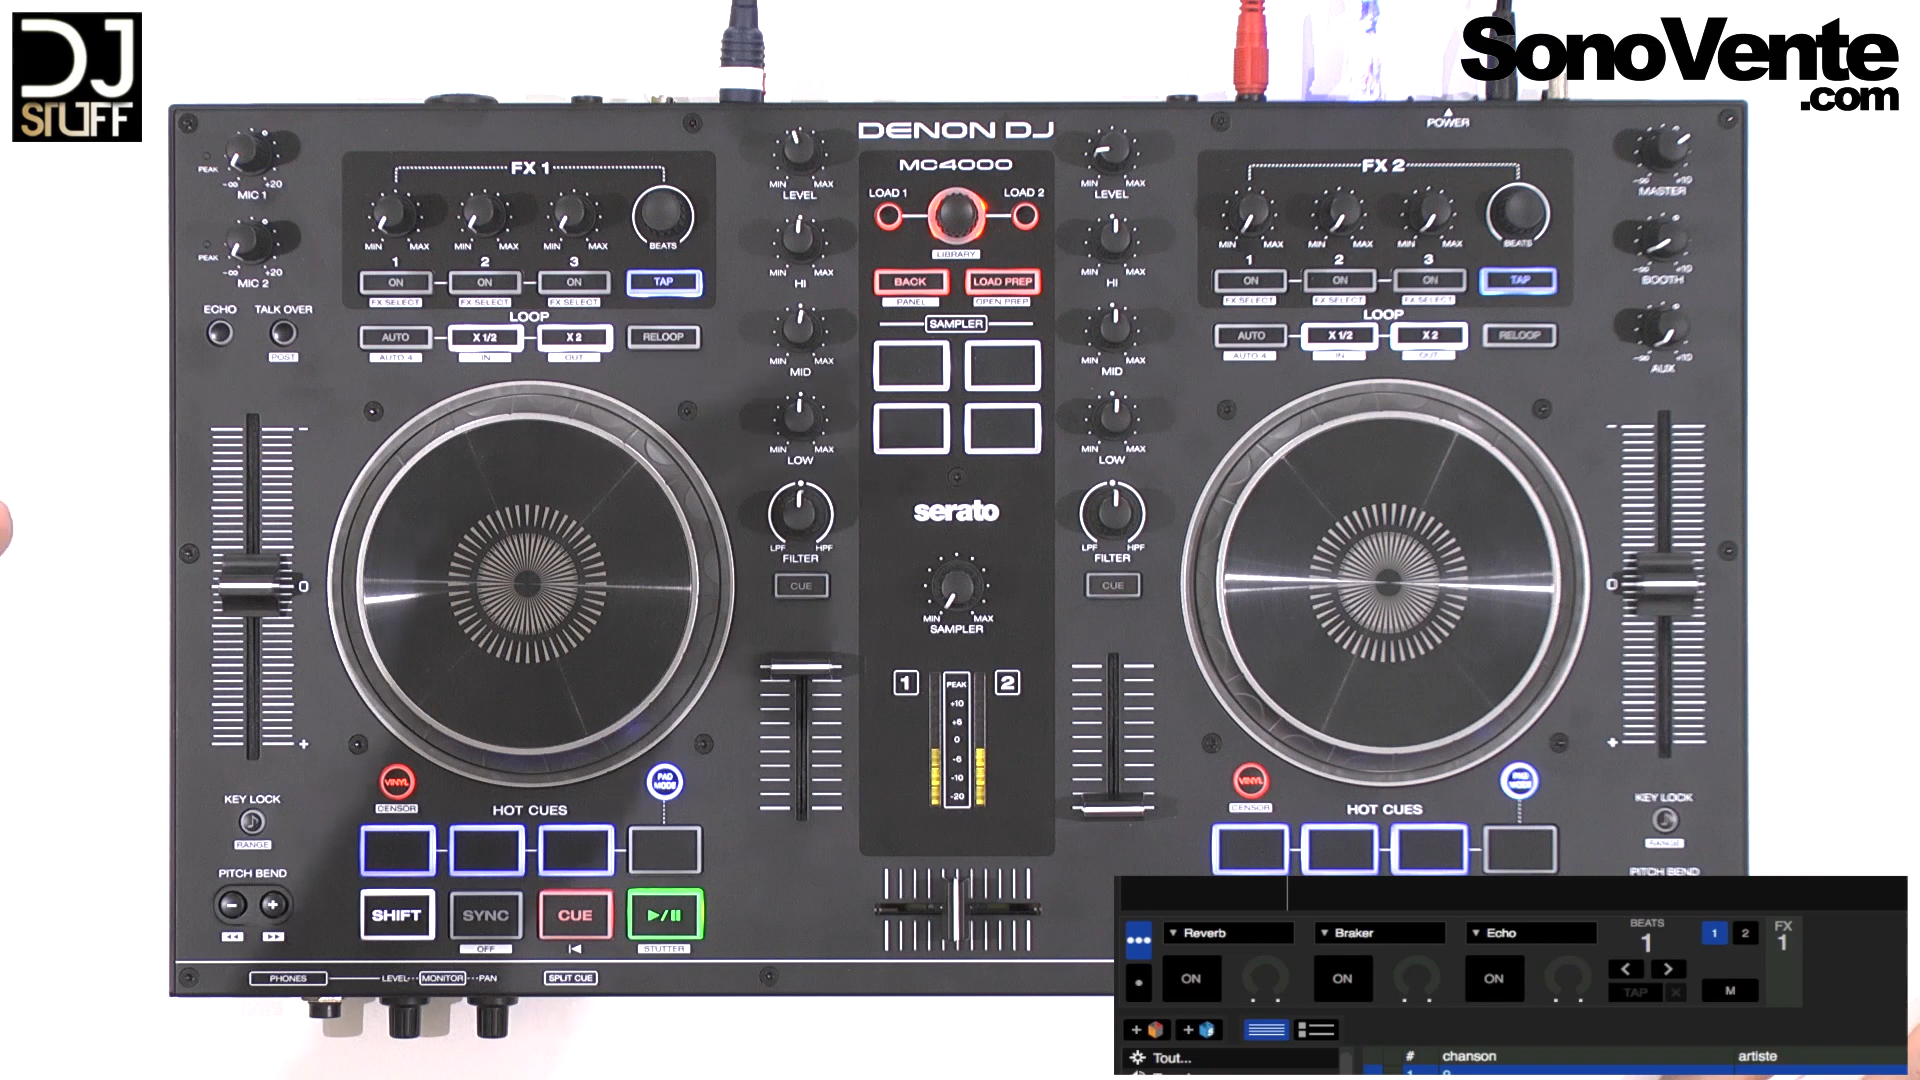 DJ
STUFF
SonoVente
.com
POWER
DENON DJ
MC4000
PEAK
-∞ +20
MIC 1
PEAK
-∞ +20
MIC 2
ECHO TALK OVER
POST
FX 1
MIN MAX MIN MAX MIN MAX BEATS
1 2 3
ON ON ON TAP
FX SELECT FX SELECT FX SELECT
LOOP
AUTO X 1/2 X 2 RELOOP
AUTO 4 IN OUT
MIN MAX
LEVEL
MIN MAX
HI
MIN MAX
MID
MIN MAX
LOW
LPF HPF
FILTER
CUE
LOAD 1 LOAD 2
LIBRARY
BACK LOAD PREP
PANEL OPEN PREP
SAMPLER
serato
MIN MAX
SAMPLER
1 2
PEAK
+10
+6
0
-6
-10
-20
MIN MAX
LEVEL
MIN MAX
HI
MIN MAX
MID
MIN MAX
LOW
LPF HPF
FILTER
CUE
FX 2
MIN MAX MIN MAX MIN MAX BEATS
1 2 3
ON ON ON TAP
FX SELECT FX SELECT FX SELECT
LOOP
AUTO X 1/2 X 2 RELOOP
AUTO 4 IN OUT
-∞ +10
MASTER
-∞ +10
BOOTH
-∞ +10
AUX
-
0
+
KEY LOCK
RANGE
PITCH BEND
- +
VINYL
CENSOR
HOT CUES
PAD
MODE
SHIFT SYNC CUE
OFF STUTTER
PHONES LEVEL MONITOR PAN SPLIT CUE
-
0
+
VINYL
CENSOR
HOT CUES
PAD
MODE
KEY LOCK
RANGE
PITCH BEND
Reverb Braker Echo
BEATS
1
1 2
FX
1
ON ON ON
TAP
M
Tout...
# chanson artiste